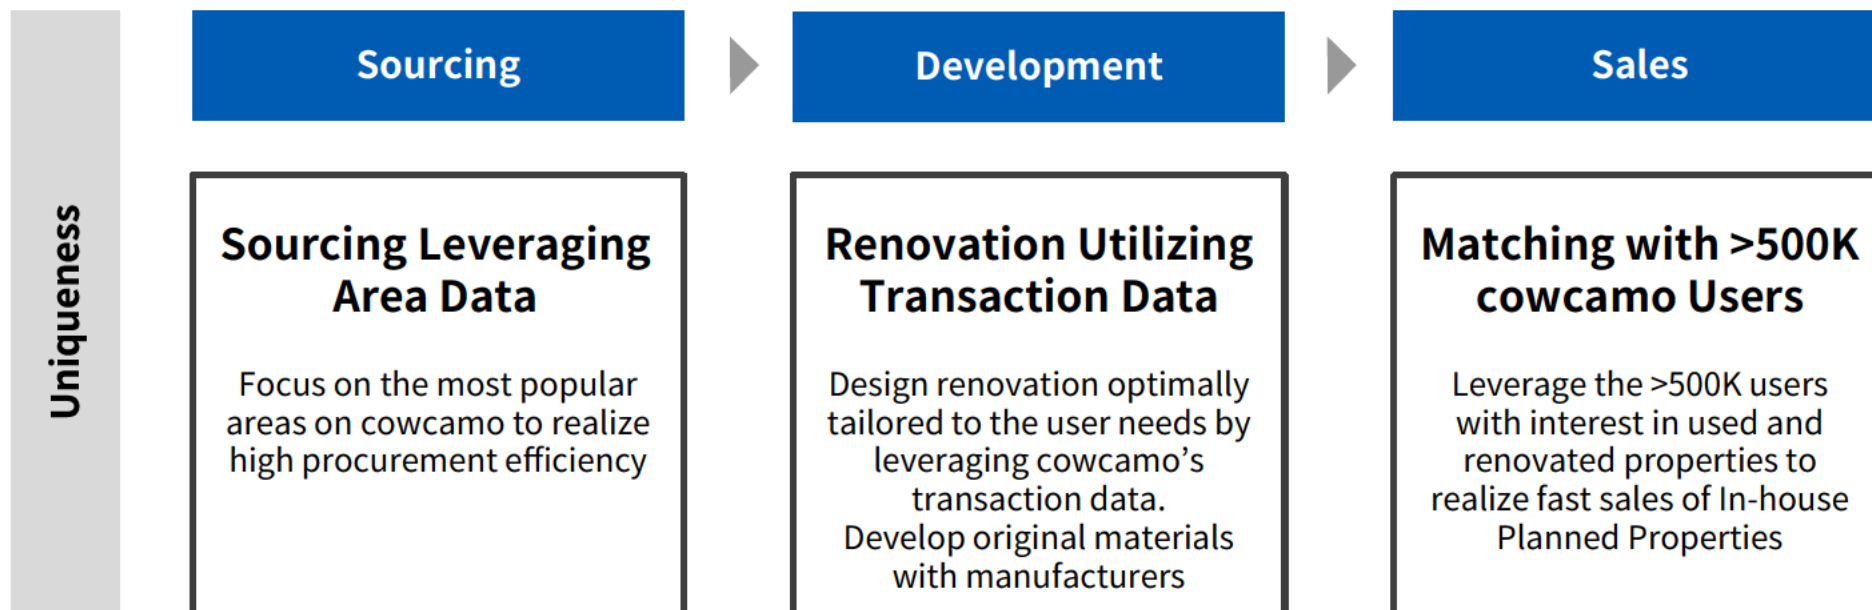 Uniqueness
Sourcing
Development
Sales
Sourcing Leveraging
Area Data
Focus on the most popular
areas on cowcamo to realize
high procurement efficiency
Renovation Utilizing
Transaction Data
Design renovation optimally
tailored to the user needs by
leveraging cowcamo’s
transaction data.
Develop original materials
with manufacturers
Matching with >500K
cowcamo Users
Leverage the >500K users
with interest in used and
renovated properties to
realize fast sales of In-house
Planned Properties